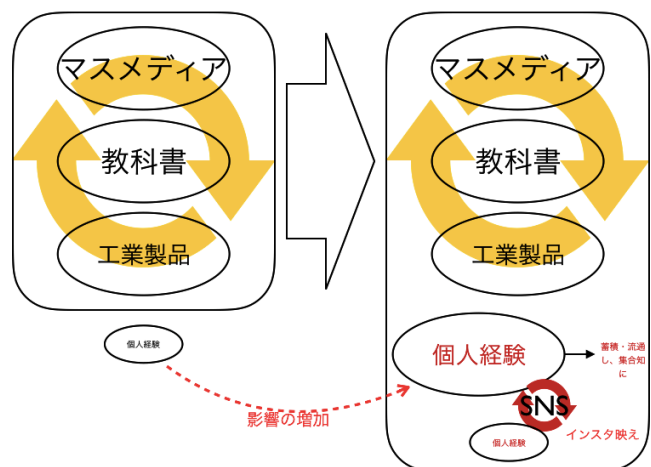 マスメディア
教科書
工業製品
個人経験
影響の増加
マスメディア
教科書
工業製品
個人経験
蓄積・流通
し、集合知
に
SNS
インスタ映え
個人経験